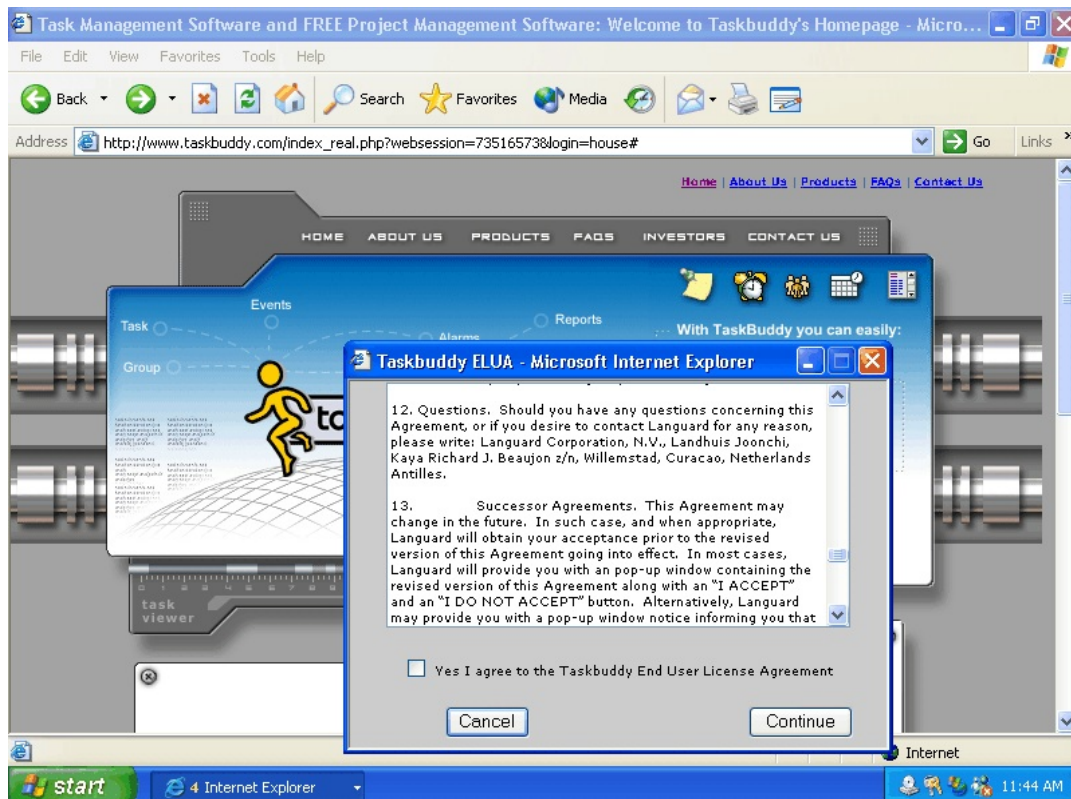 Task Management Software and FREE Project Management Software: Welcome to Taskbuddy's Homepage - Micro...
File Edit View Favorites Tools Help
Back Search Favorites Media
Address http://www.taskbuddy.com/index_real.php?websession=73516573&login=house# Go Links »
Home | About Us | Products | FAQs | Contact Us
HOME ABOUT US PRODUCTS FAQS INVESTORS CONTACT US
Events
Task
Alarms
Reports
With TaskBuddy you can easily:
Group
Taskbuddy ELUA - Microsoft Internet Explorer
12. Questions. Should you have any questions concerning this
Agreement, or if you desire to contact Languard for any reason,
please write: Languard Corporation, N.V., Landhuis Joonchi,
Kaya Richard J. Beaujon z/n, Willemstad, Curacao, Netherlands
Antilles.
13. Successor Agreements. This Agreement may
change in the future. In such case, and when appropriate,
Languard will obtain your acceptance prior to the revised
version of this Agreement going into effect. In most cases,
Languard will provide you with an pop-up window containing the
revised version of this Agreement along with an "I ACCEPT"
and an "I DO NOT ACCEPT" button. Alternatively, Languard
may provide you with a pop-up window notice informing you that
Yes I agree to the Taskbuddy End User License Agreement
Cancel Continue
task
viewer
Internet
start 4 Internet Explorer 11:44 AM